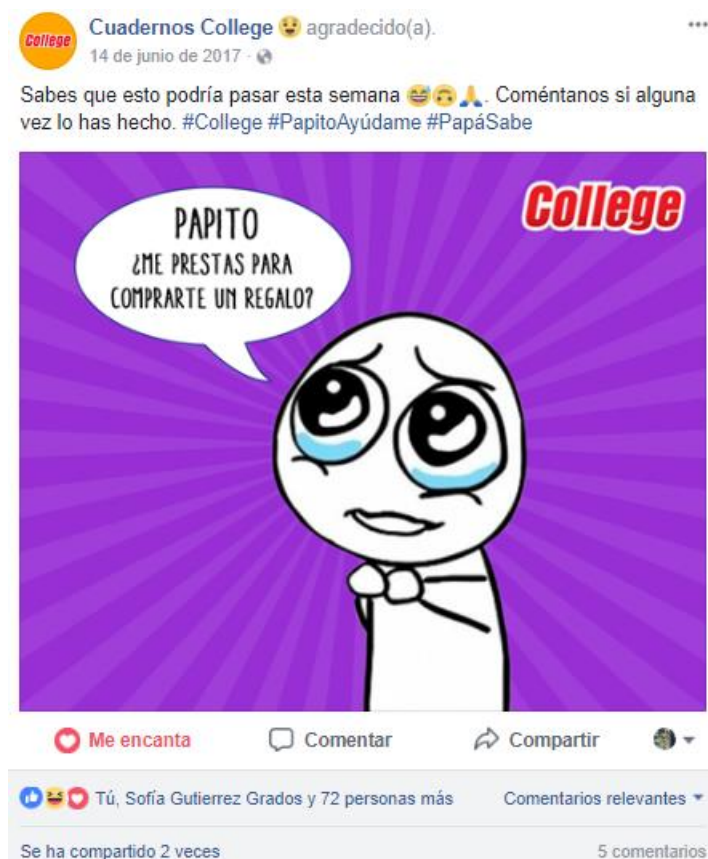 College
Cuadernos College 😉 agradecido(a).
14 de junio de 2017 ·
Sabes que esto podría pasar esta semana 😅🙃🙏. Coméntanos si alguna
vez lo has hecho. #College #PapitoAyúdame #PapáSabe
College
PAPITO
¿ME PRESTAS PARA
COMPRARTE UN REGALO?
Me encanta Comentar Compartir
Tú, Sofía Gutierrez Grados y 72 personas más Comentarios relevantes
Se ha compartido 2 veces 5 comentarios